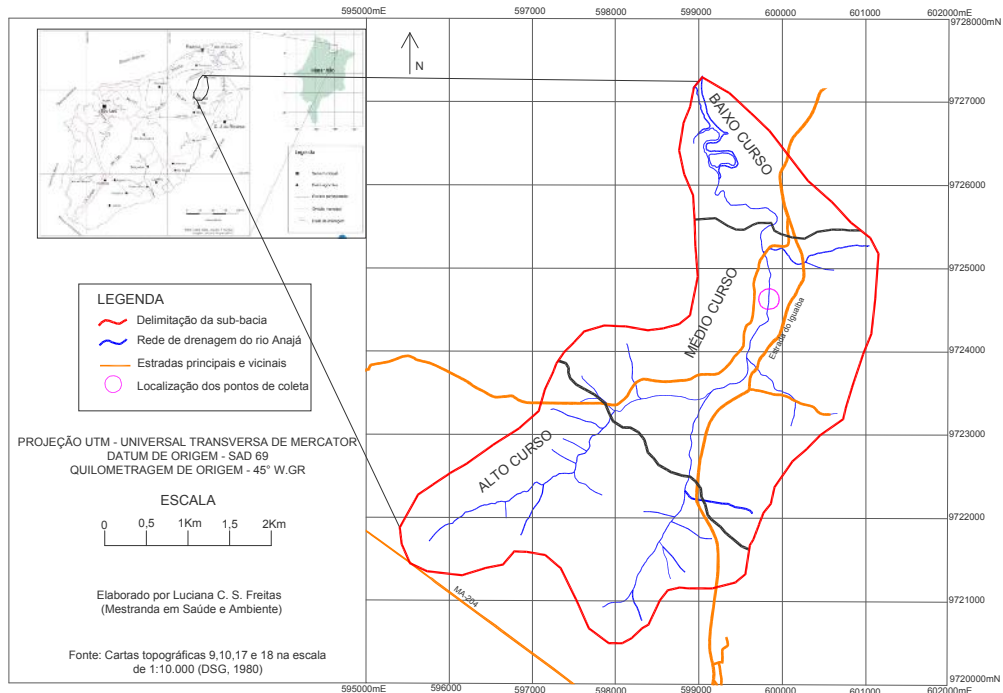 595000mE
597000
598000
599000
600000
601000
602000mE
9728000mN
N
Legenda
9727000
9726000
9725000
9724000
9723000
9722000
9721000
9720000mN
BAIXO CURSO
MÉDIO CURSO
ALTO CURSO
Estrada do Iguaíba
MA-204
LEGENDA
Delimitação da sub-bacia
Rede de drenagem do rio Anajá
Estradas principais e vicinais
Localização dos pontos de coleta
PROJEÇÃO UTM - UNIVERSAL TRANSVERSA DE MERCATOR
DATUM DE ORIGEM - SAD 69
QUILOMETRAGEM DE ORIGEM - 45° W.GR
ESCALA
0 0,5 1Km 1,5 2Km
Elaborado por Luciana C. S. Freitas
(Mestranda em Saúde e Ambiente)
Fonte: Cartas topográficas 9,10,17 e 18 na escala
de 1:10.000 (DSG, 1980)
595000mE
596000
597000
598000
599000
600000
601000
602000mE